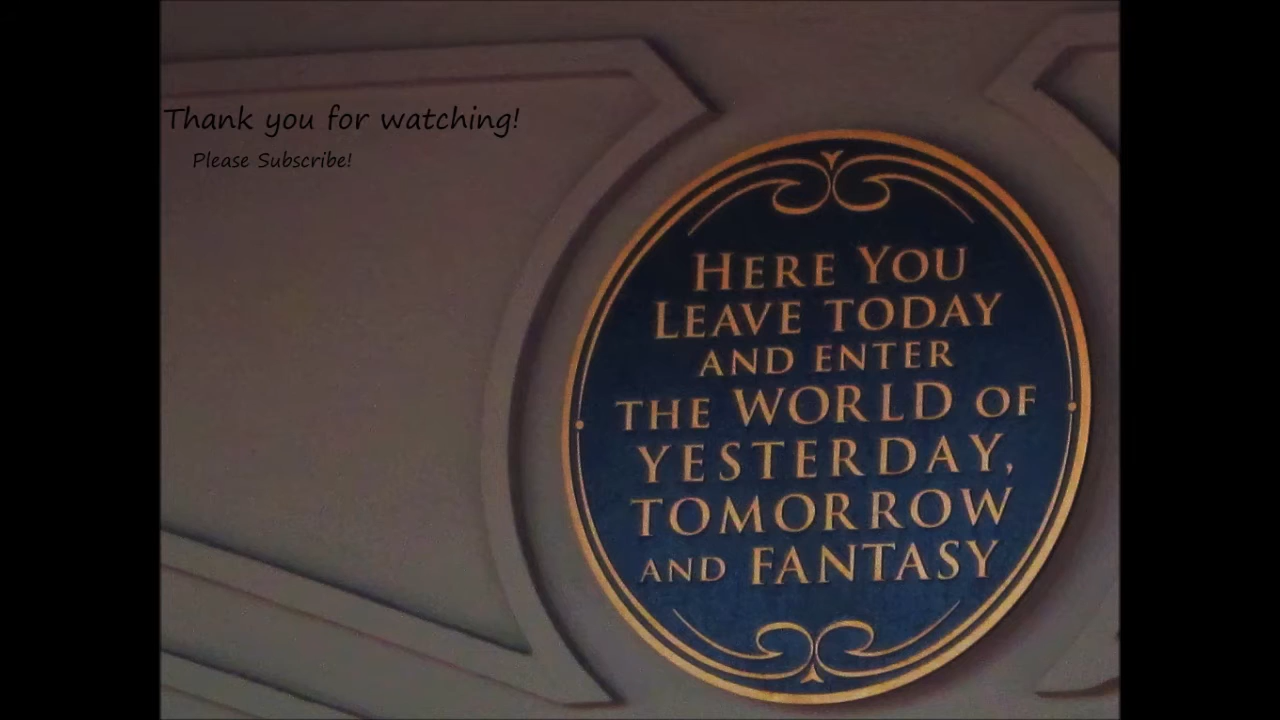 Thank you for watching!
Please Subscribe!
HERE YOU
LEAVE TODAY
AND ENTER
THE WORLD OF
YESTERDAY,
TOMORROW
AND FANTASY